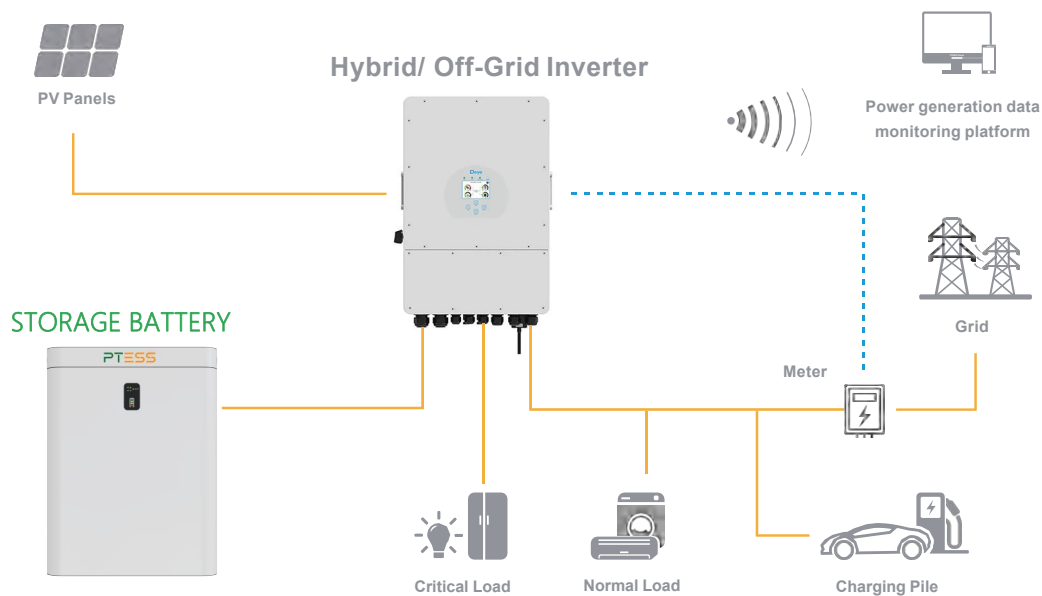 Hybrid/ Off-Grid Inverter
PV Panels
Power generation data
monitoring platform
Deye
STORAGE BATTERY
PTESS
Grid
Meter
Critical Load
Normal Load
Charging Pile